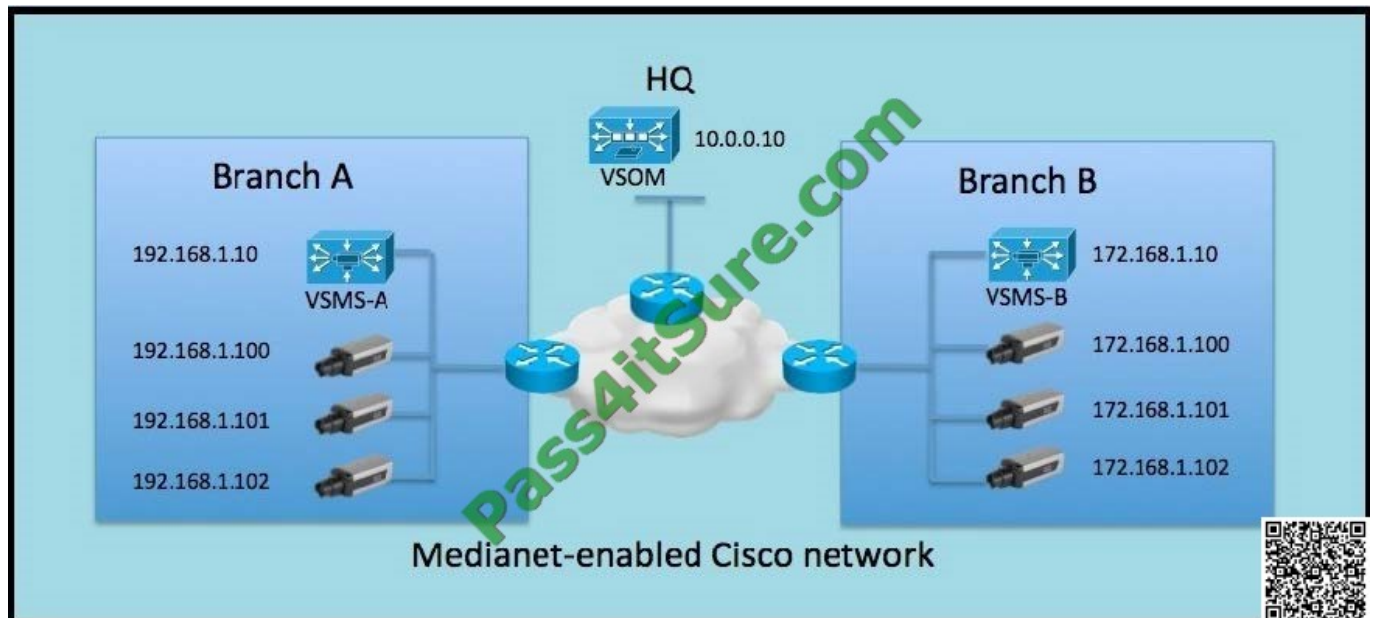 HQ
10.0.0.10
VSOM
Branch A
192.168.1.10
VSMS-A
192.168.1.100
192.168.1.101
192.168.1.102
Branch B
172.168.1.10
VSMS-B
172.168.1.100
172.168.1.101
172.168.1.102
Pass4itSure.com
Medianet-enabled Cisco network